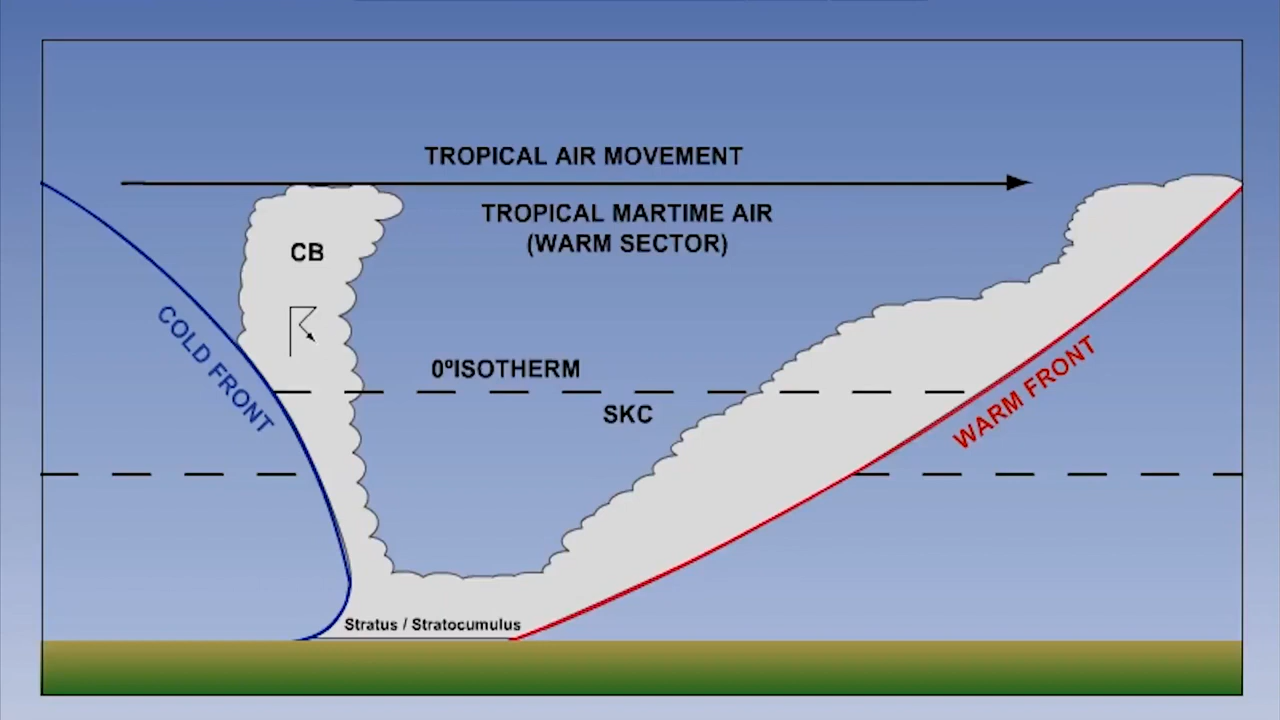 TROPICAL AIR MOVEMENT
TROPICAL MARTIME AIR
(WARM SECTOR)
CB
COLD FRONT
0ºISOTHERM
SKC
WARM FRONT
Stratus / Stratocumulus